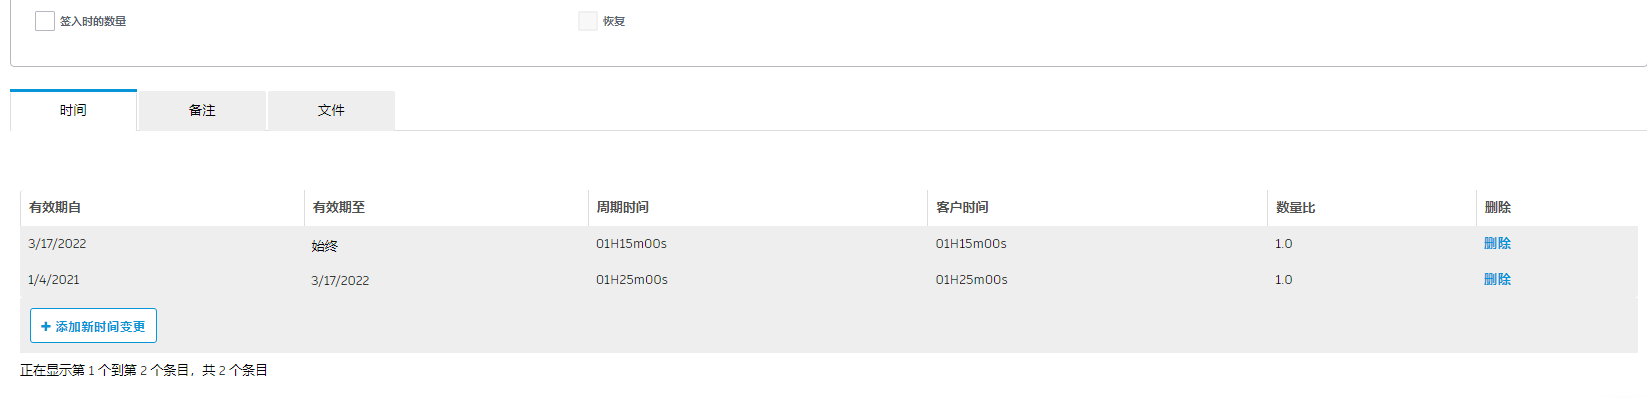 签入时的数量 恢复
时间 备注 文件
有效期自 有效期至 周期时间 客户时间 数量比 删除
3/17/2022 始终 01H15m00s 01H15m00s 1.0 删除
1/4/2021 3/17/2022 01H25m00s 01H25m00s 1.0 删除
+ 添加新时间变更
正在显示第 1 个到第 2 个条目，共 2 个条目